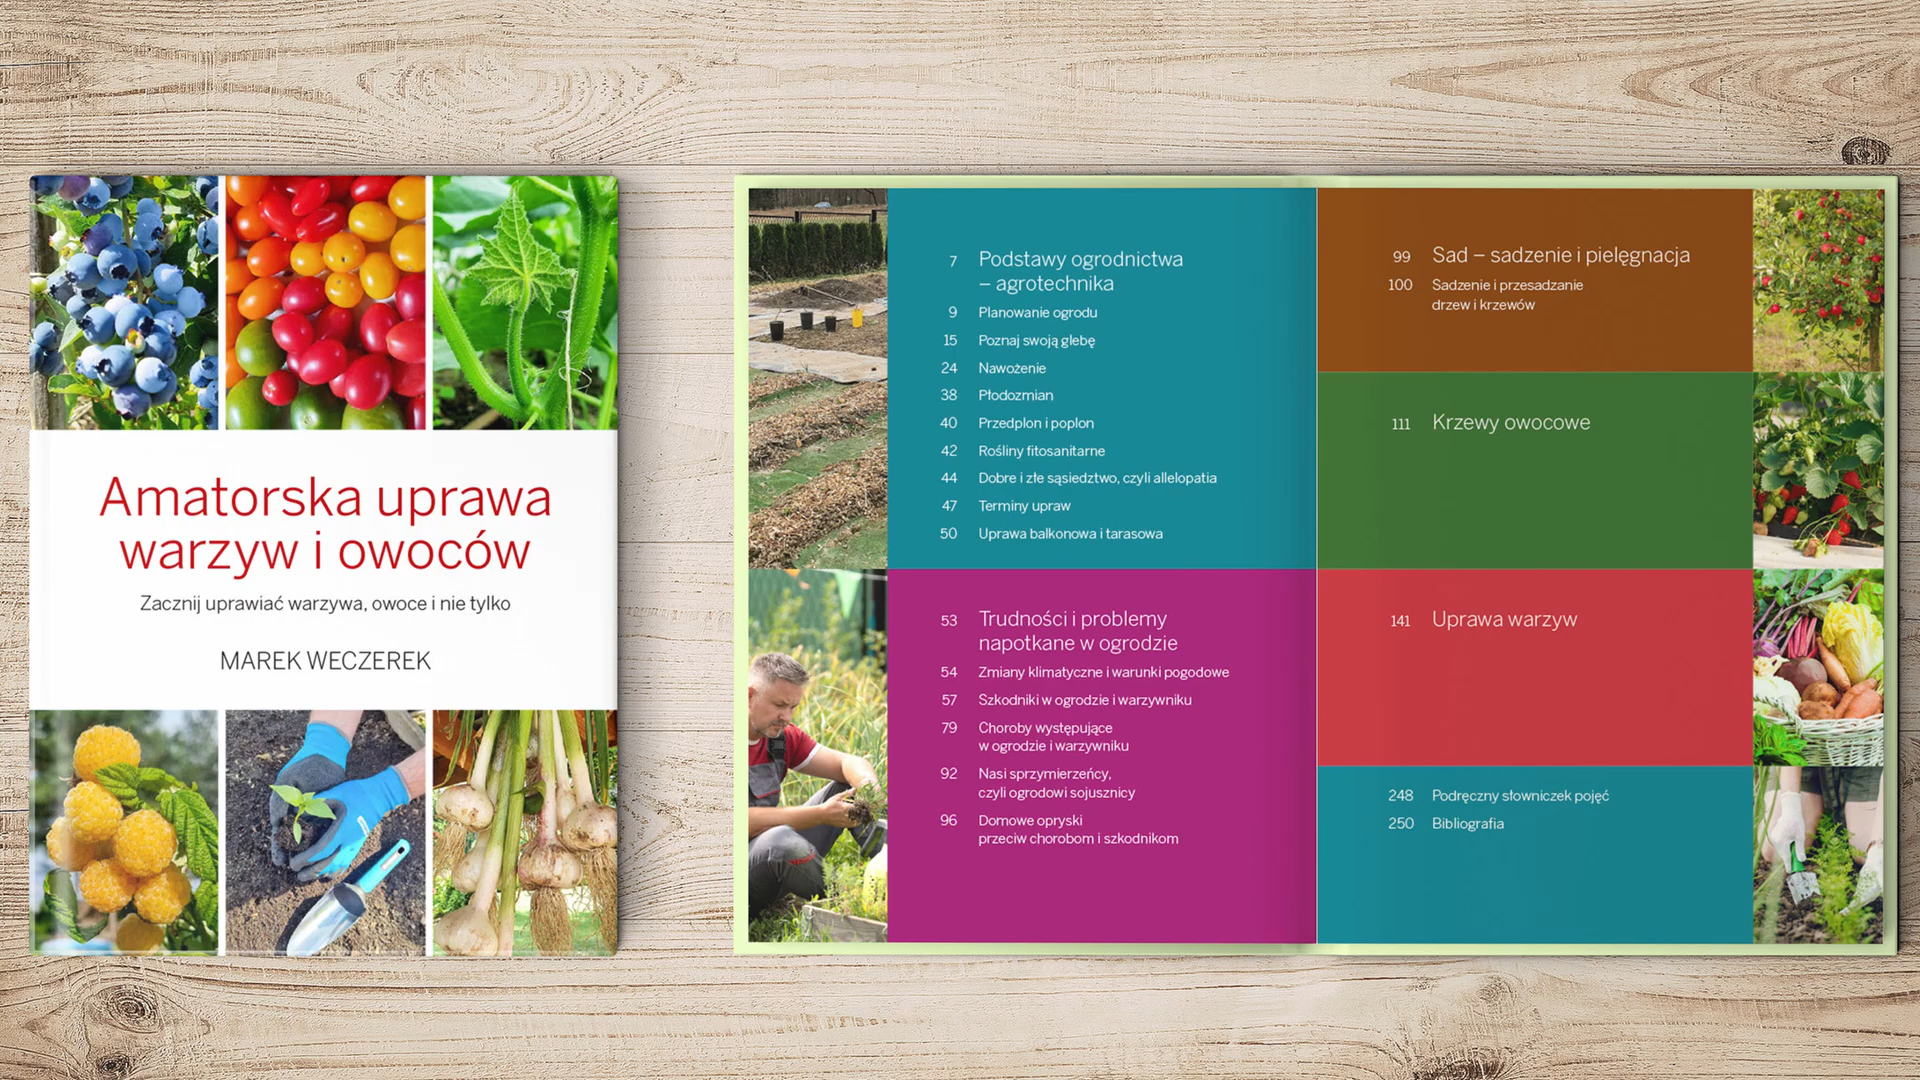 Amatorska uprawa
warzyw i owoców
Zacznij uprawiać warzywa, owoce i nie tylko
MAREK WECZEREK
7 Podstawy ogrodnictwa
– agrotechnika
9 Planowanie ogrodu
15 Poznaj swoją glebę
24 Nawożenie
38 Płodozmian
40 Przedplon i poplon
42 Rośliny fitosanitarne
44 Dobre i złe sąsiedztwo, czyli allelopatia
47 Terminy upraw
50 Uprawa balkonowa i tarasowa
53 Trudności i problemy
napotkane w ogrodzie
54 Zmiany klimatyczne i warunki pogodowe
57 Szkodniki w ogrodzie i warzywniku
79 Choroby występujące
w ogrodzie i warzywniku
92 Nasi sprzymierzeńcy,
czyli ogrodowi sojusznicy
96 Domowe opryski
przeciw chorobom i szkodnikom
99 Sad – sadzenie i pielęgnacja
100 Sadzenie i przesadzanie
drzew i krzewów
111 Krzewy owocowe
141 Uprawa warzyw
248 Podręczny słowniczek pojęć
250 Bibliografia